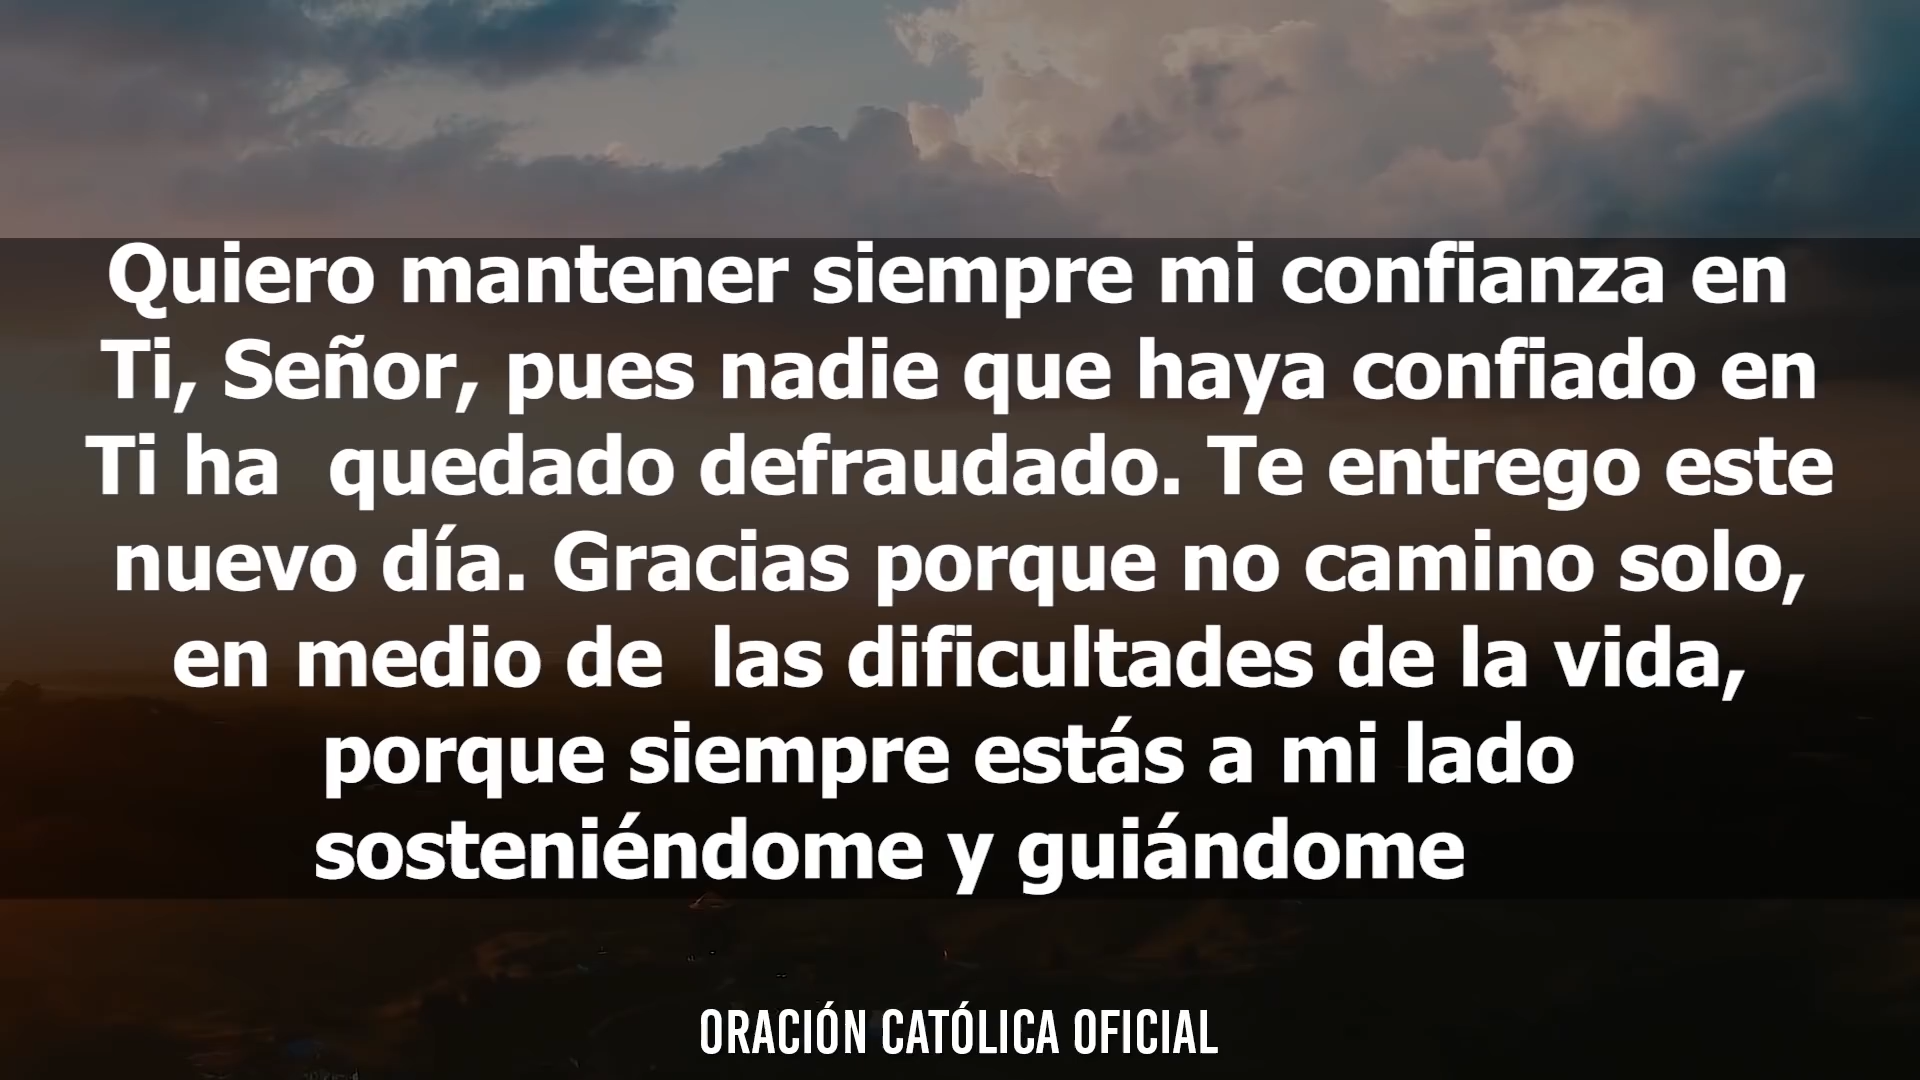 Quiero mantener siempre mi confianza en
Ti, Señor, pues nadie que haya confiado en
Ti ha  quedado defraudado. Te entrego este
nuevo día. Gracias porque no camino solo,
en medio de  las dificultades de la vida,
porque siempre estás a mi lado
sosteniéndome y guiándome
ORACIÓN CATÓLICA OFICIAL